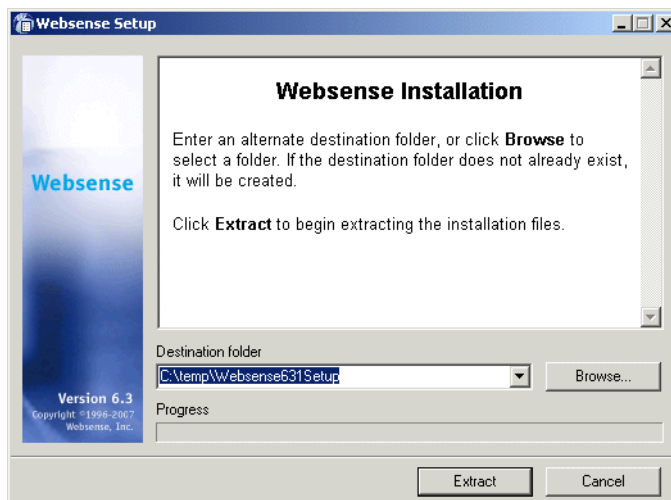 Websense Setup
Websense Installation
Enter an alternate destination folder, or click Browse to
select a folder. If the destination folder does not already exist,
it will be created.
Click Extract to begin extracting the installation files.
Websense
Version 6.3
Copyright ©1996-2007
Websense, Inc.
Destination folder
C:\temp\Websense631Setup
Browse...
Progress
Extract
Cancel